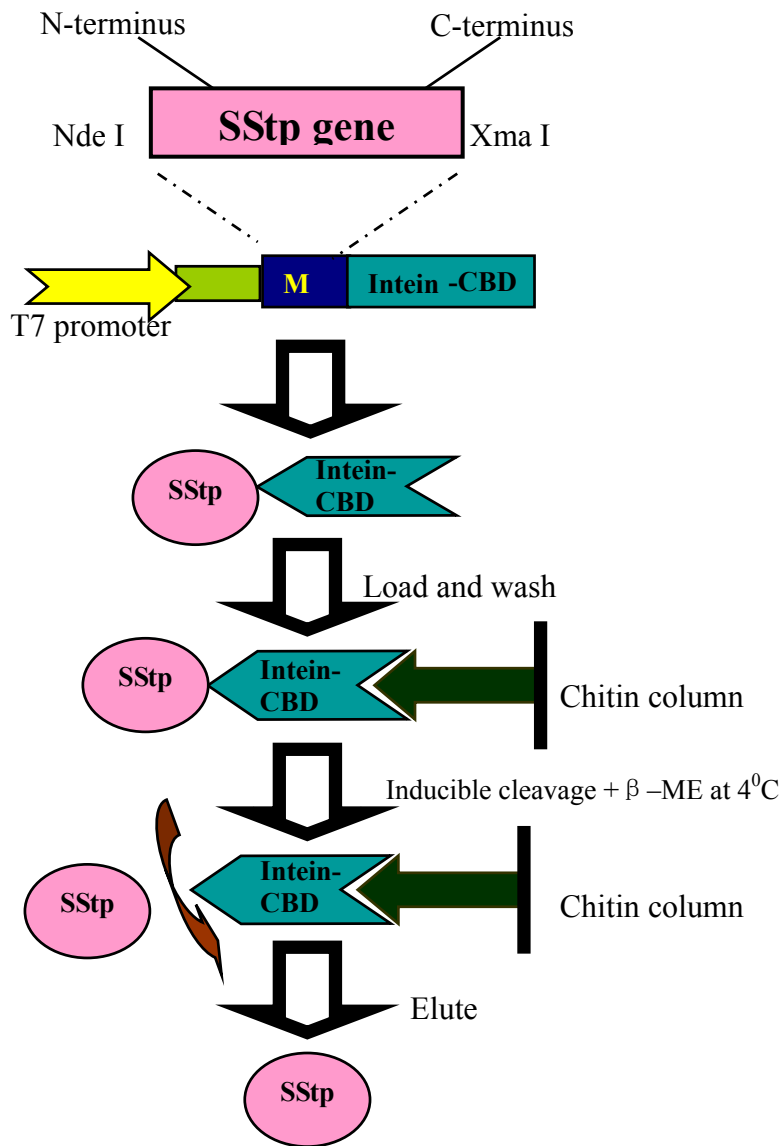 N-terminus
C-terminus
SStp gene
Nde I
Xma I
M
Intein -CBD
T7 promoter
SStp
Intein-
CBD
Load and wash
SStp
Intein-
CBD
Chitin column
Inducible cleavage + β –ME at 4⁰C
SStp
Intein-
CBD
Chitin column
Elute
SStp